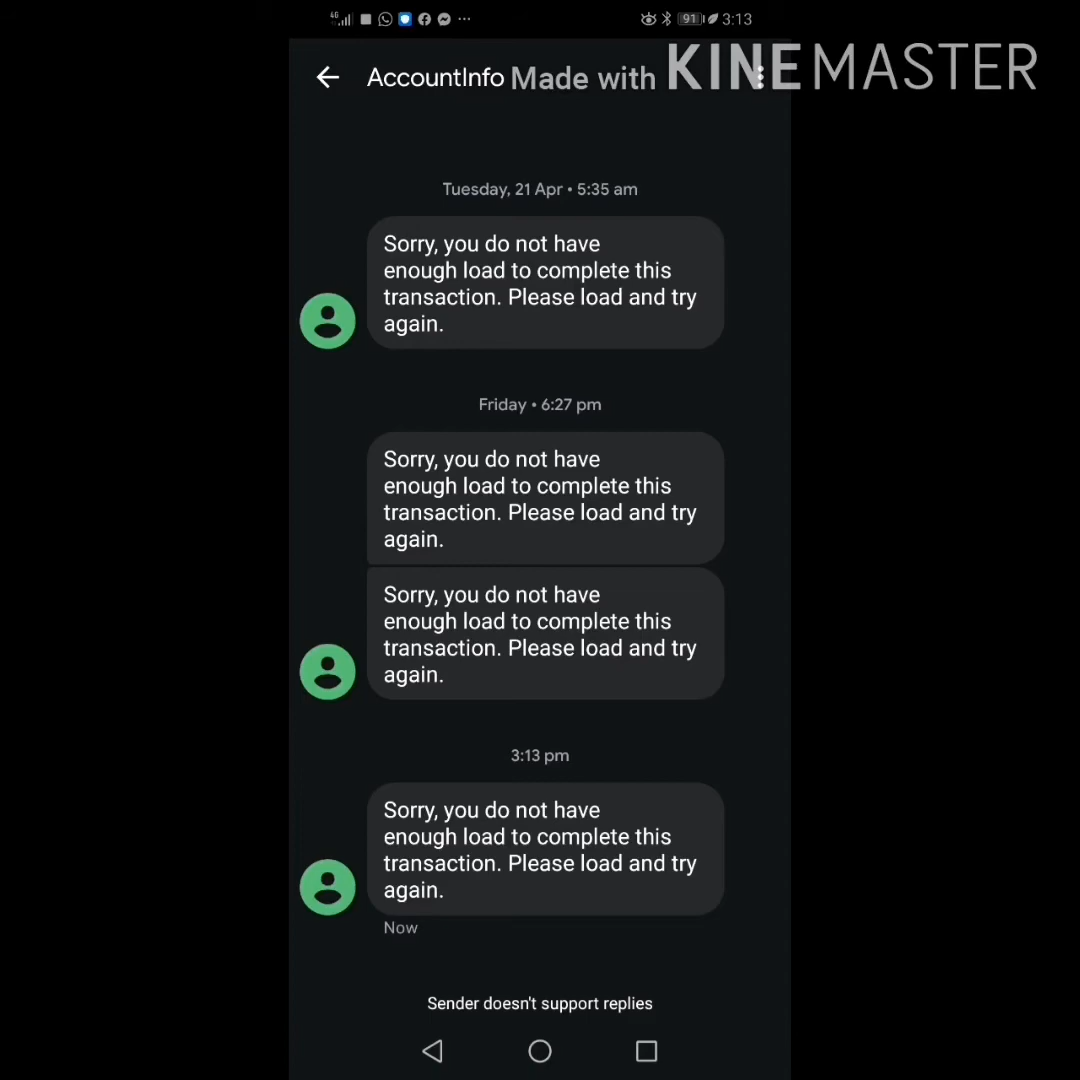 4G 91 3:13
AccountInfo Made with KINEMASTER
Tuesday, 21 Apr • 5:35 am
Sorry, you do not have
enough load to complete this
transaction. Please load and try
again.
Friday • 6:27 pm
Sorry, you do not have
enough load to complete this
transaction. Please load and try
again.
Sorry, you do not have
enough load to complete this
transaction. Please load and try
again.
3:13 pm
Sorry, you do not have
enough load to complete this
transaction. Please load and try
again.
Now
Sender doesn't support replies